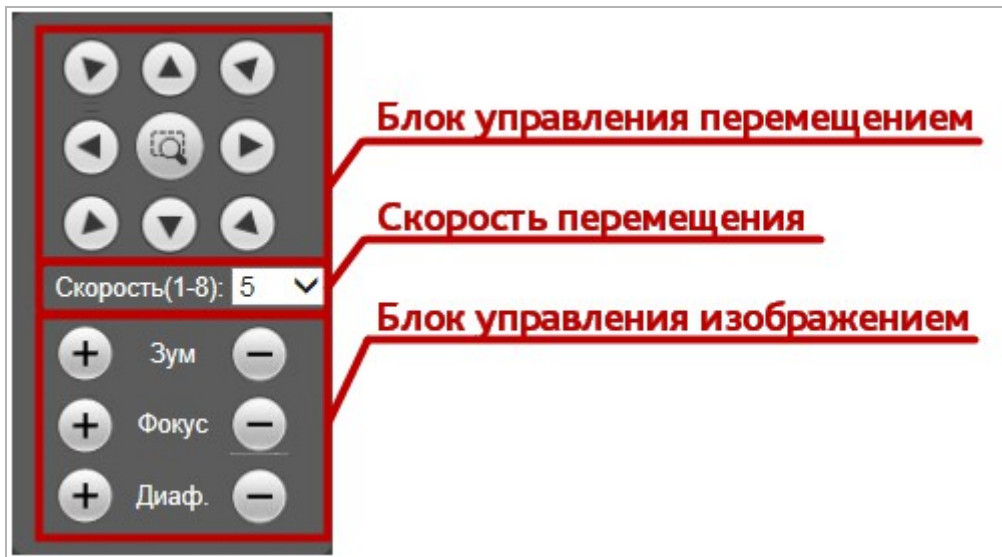 Блок управления перемещением
Скорость перемещения
Скорость(1-8): 5
Блок управления изображением
Зум
Фокус
Диаф.